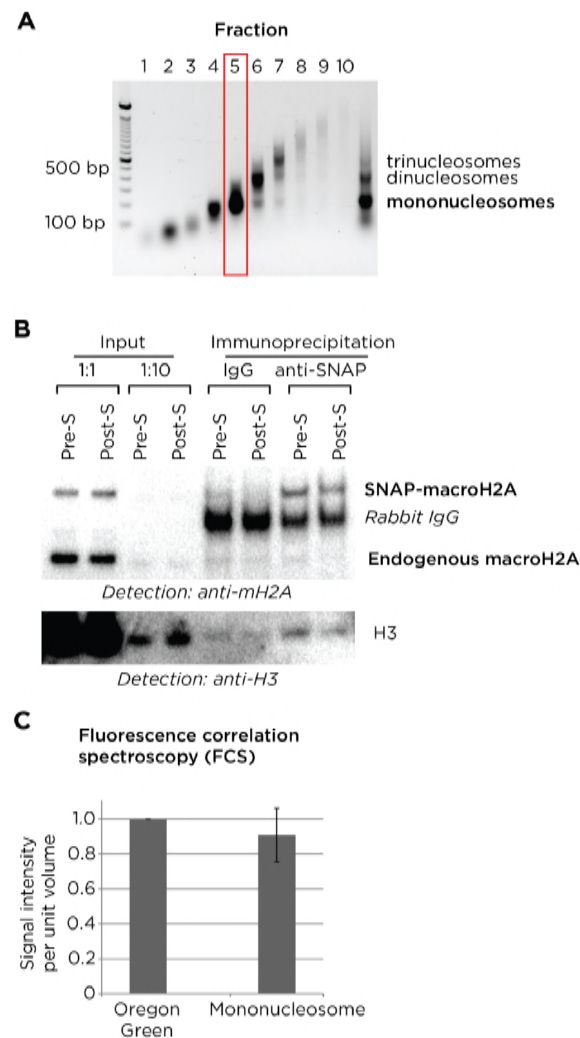 A
Fraction
1 2 3 4 5 6 7 8 9 10
500 bp
trinucleosomes
dinucleosomes
mononucleosomes
100 bp
B
Input Immunoprecipitation
1:1 1:10 IgG anti-SNAP
Pre-S Post-S Pre-S Post-S Pre-S Post-S Pre-S Post-S
SNAP-macroH2A
Rabbit IgG
Endogenous macroH2A
Detection: anti-mH2A
H3
Detection: anti-H3
C
Fluorescence correlation
spectroscopy (FCS)
Signal intensity
per unit volume
1.0
0.8
0.6
0.4
0.2
0
Oregon Mononucleosome
Green